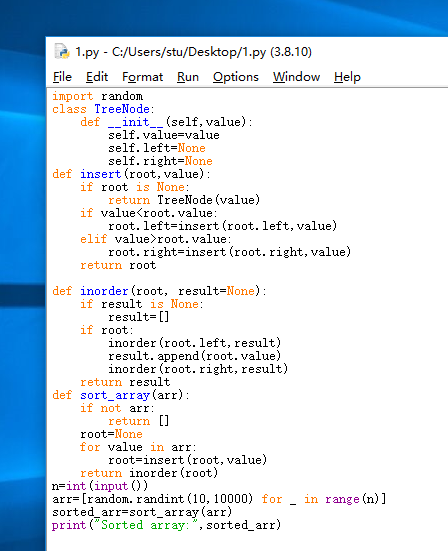 1.py - C:/Users/stu/Desktop/1.py (3.8.10)
File Edit Format Run Options Window Help
import random
class TreeNode:
    def __init__(self,value):
        self.value=value
        self.left=None
        self.right=None
def insert(root,value):
    if root is None:
        return TreeNode(value)
    if value<root.value:
        root.left=insert(root.left,value)
    elif value>root.value:
        root.right=insert(root.right,value)
    return root

def inorder(root, result=None):
    if result is None:
        result=[]
    if root:
        inorder(root.left,result)
        result.append(root.value)
        inorder(root.right,result)
    return result
def sort_array(arr):
    if not arr:
        return []
    root=None
    for value in arr:
        root=insert(root,value)
    return inorder(root)
n=int(input())
arr=[random.randint(10,10000) for _ in range(n)]
sorted_arr=sort_array(arr)
print("Sorted array:",sorted_arr)